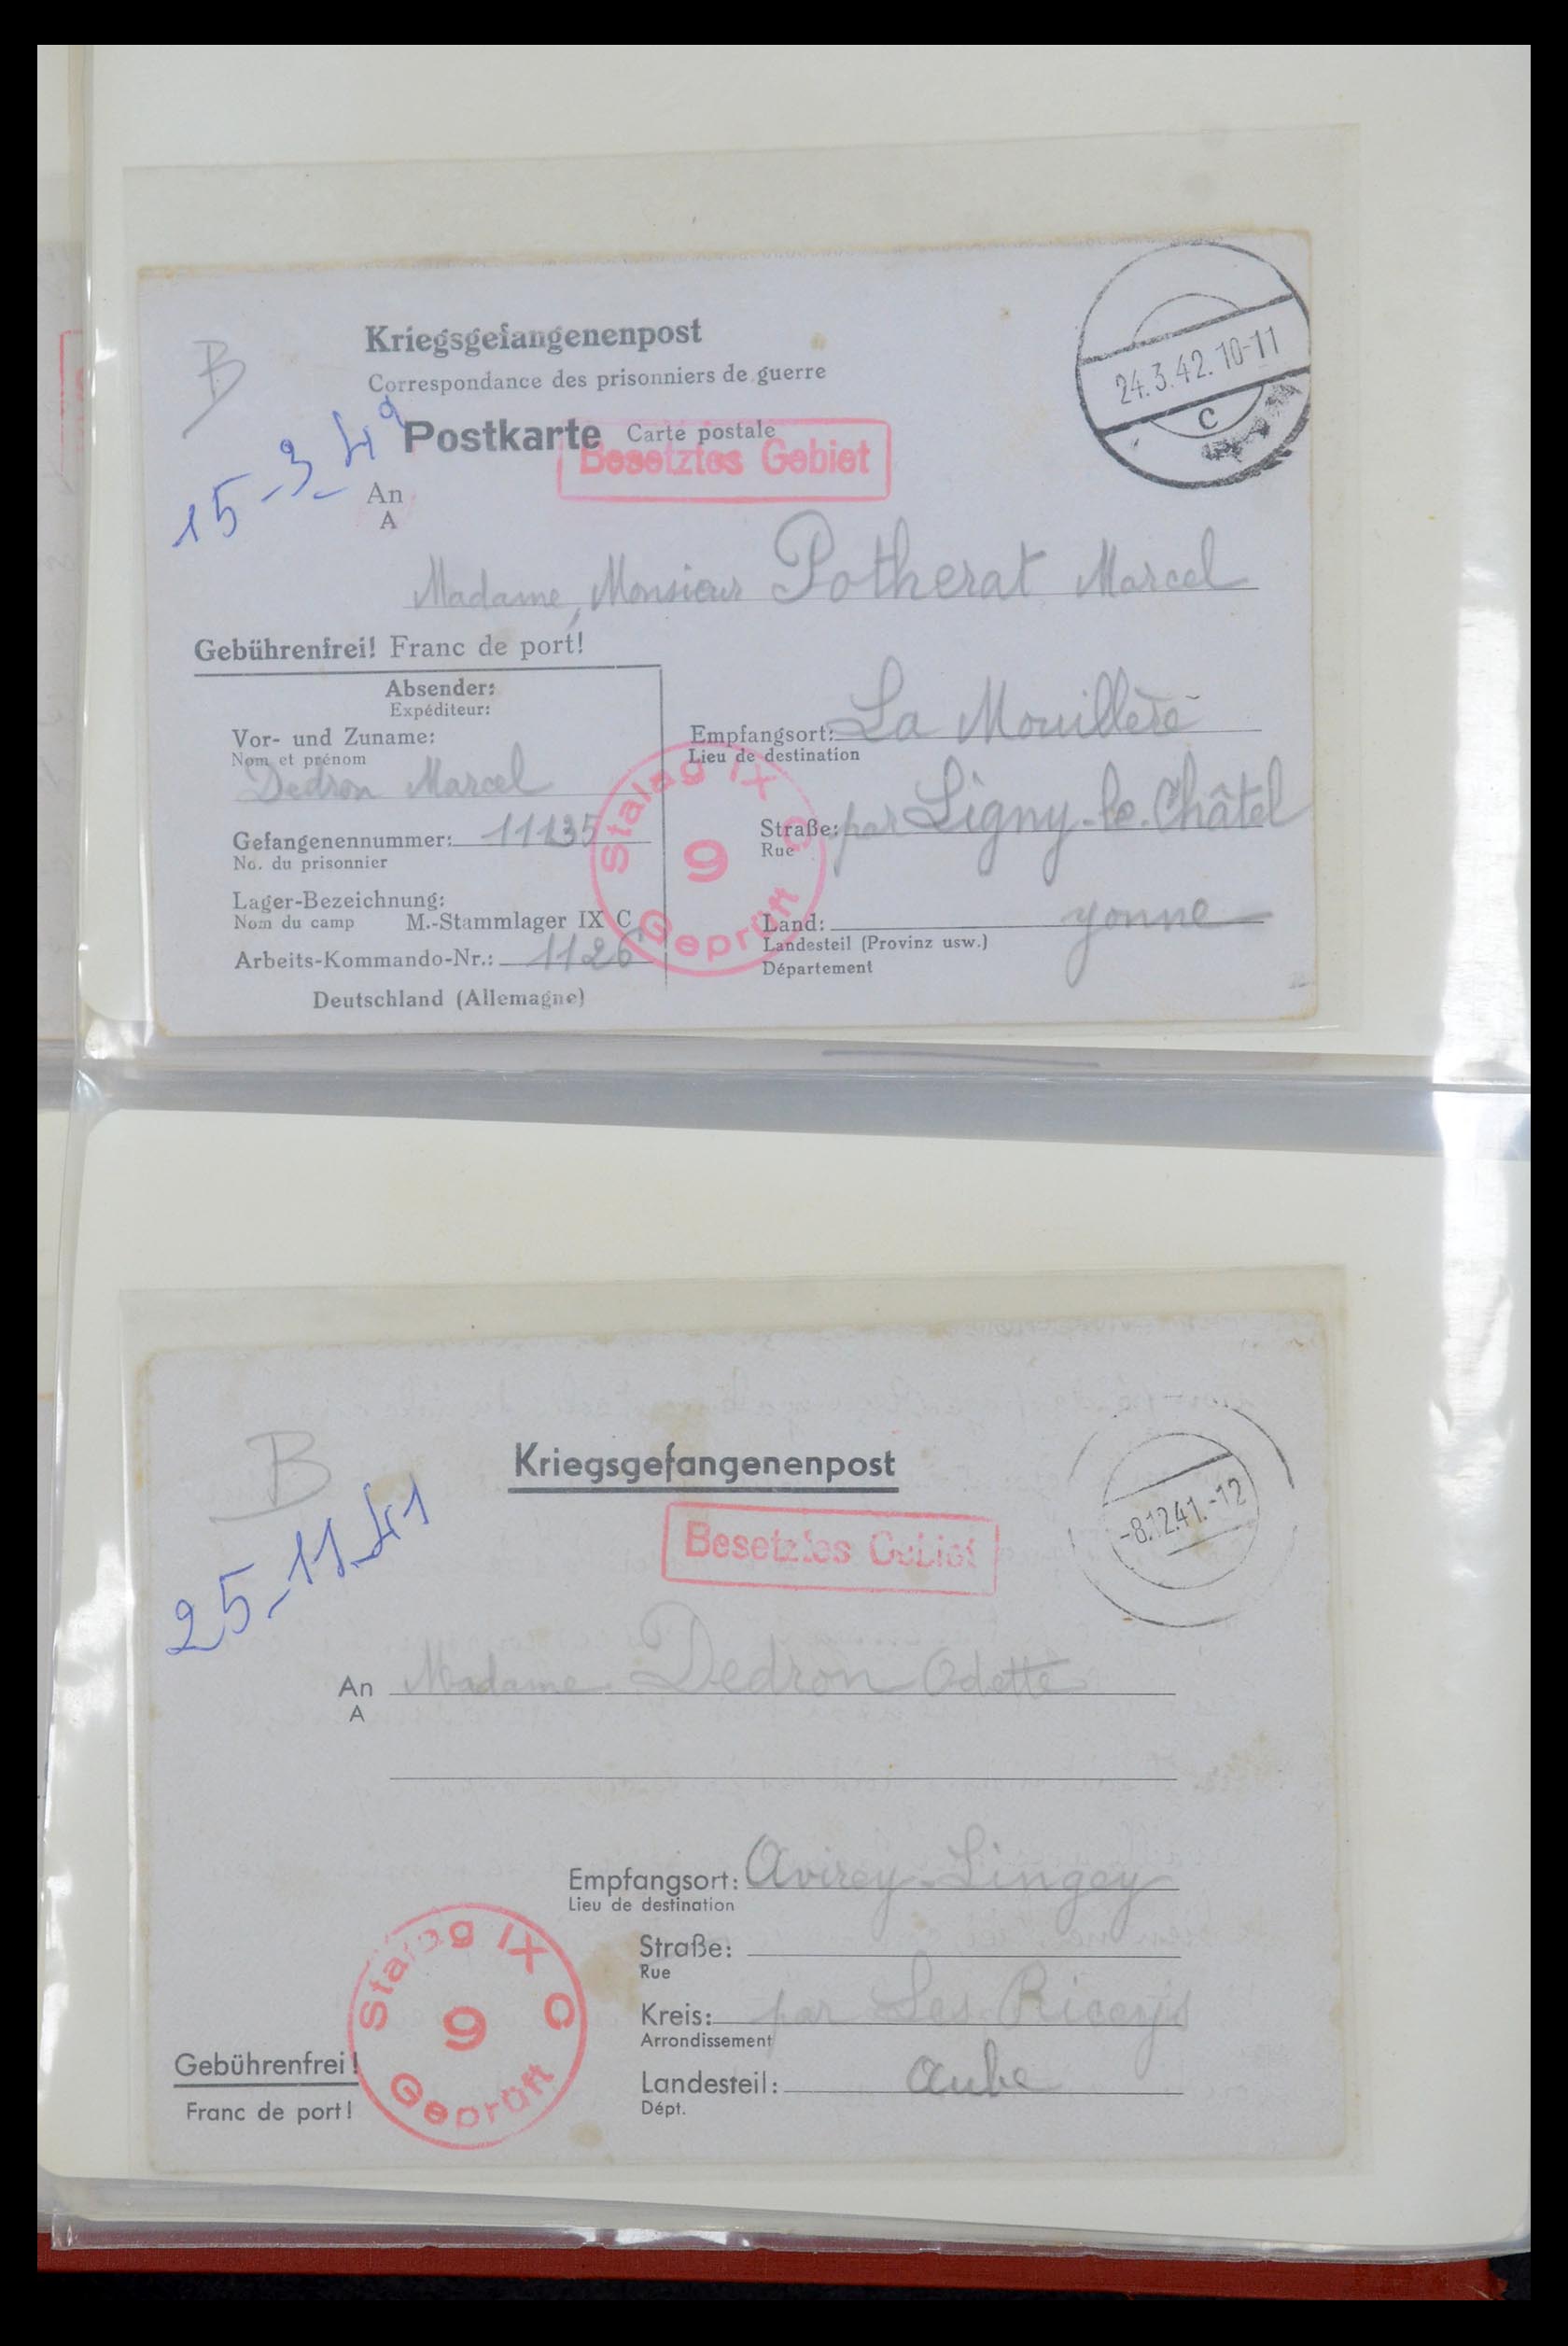 B
Kriegsgefangenenpost
Correspondance des prisonniers de guerre
Postkarte Carte postale
Besetztes Gebiet
24.3.42.10-11
c
15-3-42
An
A
Madame, Monsieur Potherat Marcel
Gebührenfrei! Franc de port!
Absender:
Expéditeur:
Vor- und Zuname:
Nom et prénom
Dedron Marcel
Gefangenennummer: 11135
No. du prisonnier
Lager-Bezeichnung:
Nom du camp M.-Stammlager IX C
Arbeits-Kommando-Nr.: 1126
Deutschland (Allemagne)
Empfangsort: La Mouillère
Lieu de destination
Straße: par Ligny-le-Châtel
Rue
Land: yonne
Landesteil (Provinz usw.)
Département
Stalag IX C
9
Geprüft
B
Kriegsgefangenenpost
Besetztes Gebiet
-8.12.41.-12
25-11-41
An Madame Dedron Odette
A
Empfangsort: Avirey-Lingey
Lieu de destination
Straße:
Rue
Kreis: par Les Riceys
Arrondissement
Landesteil: Aube
Dépt.
Stalag IX C
9
Geprüft
Gebührenfrei!
Franc de port!